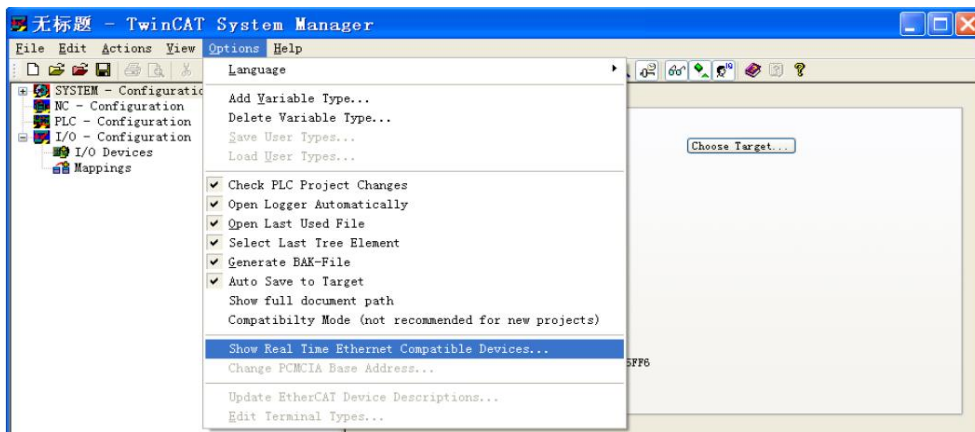 无标题 - TwinCAT System Manager
File Edit Actions View Options Help
SYSTEM - Configuratio
NC - Configuration
PLC - Configuration
I/O - Configuration
I/O Devices
Mappings
Language
Add Variable Type...
Delete Variable Type...
Save User Types...
Load User Types...
Check PLC Project Changes
Open Logger Automatically
Open Last Used File
Select Last Tree Element
Generate BAK-File
Auto Save to Target
Show full document path
Compatibilty Mode (not recommended for new projects)
Show Real Time Ethernet Compatible Devices...
Change PCMCIA Base Address...
Update EtherCAT Device Descriptions...
Edit Terminal Types...
Choose Target...
5FF6